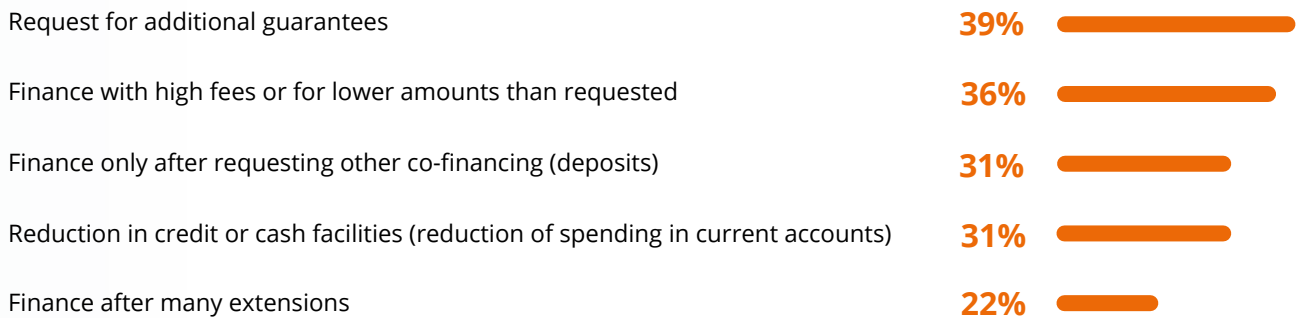 Request for additional guarantees 39%
Finance with high fees or for lower amounts than requested 36%
Finance only after requesting other co-financing (deposits) 31%
Reduction in credit or cash facilities (reduction of spending in current accounts) 31%
Finance after many extensions 22%